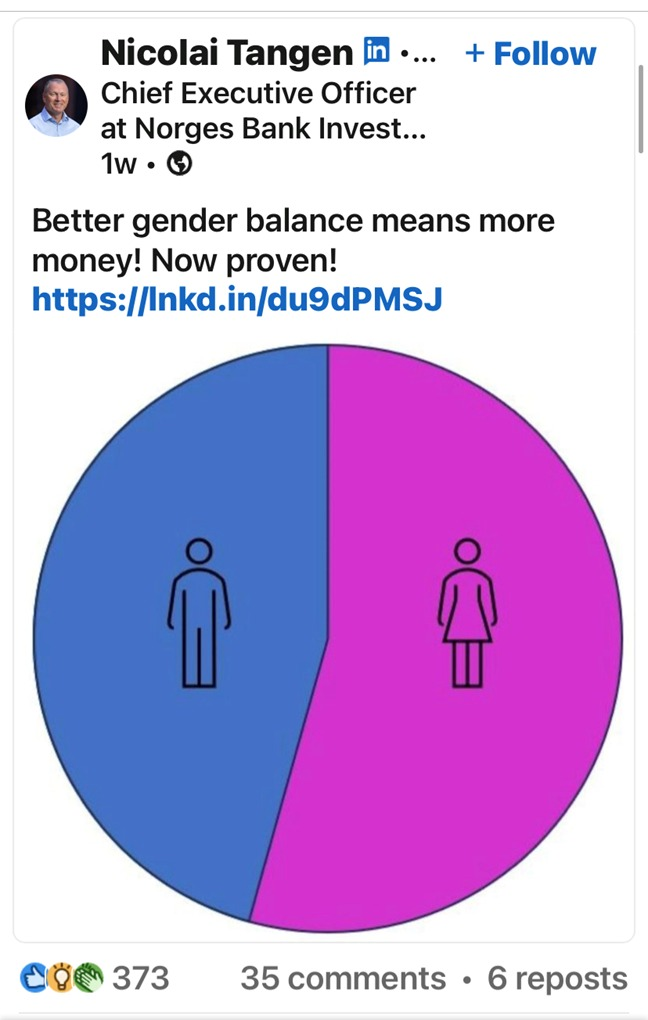 Nicolai Tangen in •... + Follow
Chief Executive Officer
at Norges Bank Invest...
1w •
Better gender balance means more
money! Now proven!
https://lnkd.in/du9dPMSJ
373 35 comments • 6 reposts